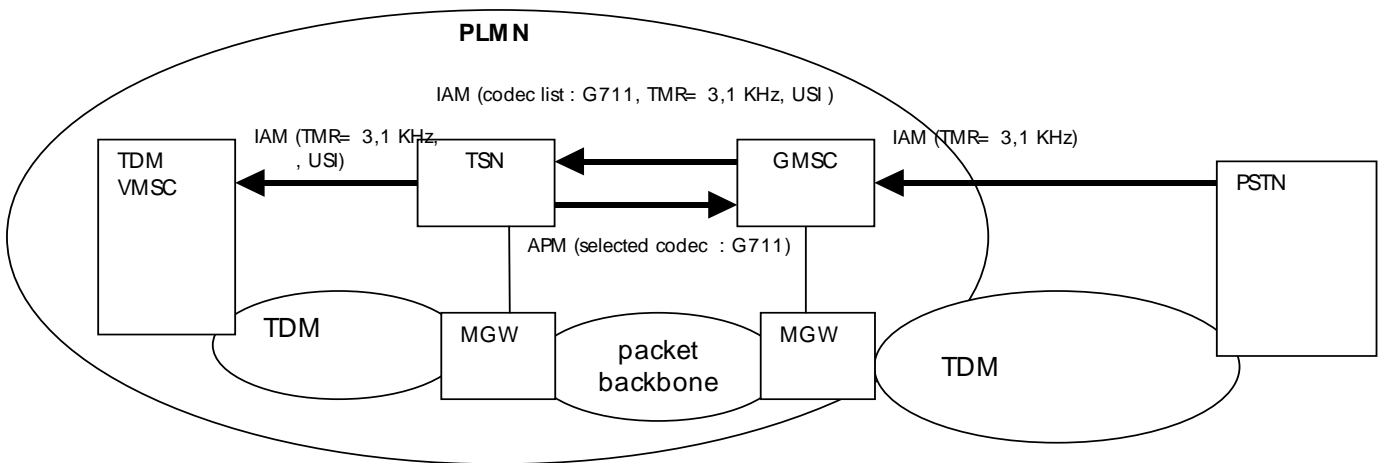 PLMN
IAM (codec list : G711, TMR= 3,1 KHz, USI )
IAM (TMR= 3,1 KHz,
, USI)
IAM (TMR= 3,1 KHz)
TDM
VMSC
TSN
GMSC
PSTN
APM (selected codec : G711)
TDM
MGW
packet
backbone
MGW
TDM